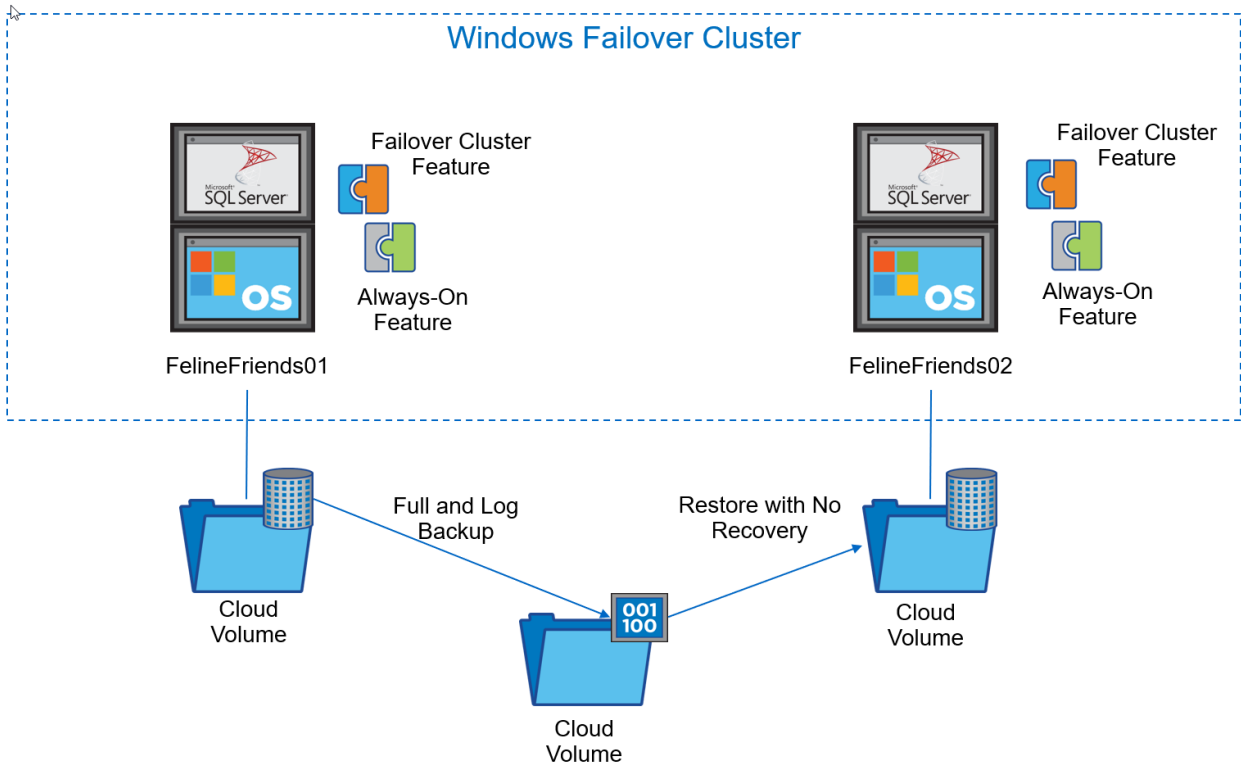 Windows Failover Cluster
Microsoft®
SQL Server
OS
Failover Cluster
Feature
Always-On
Feature
FelineFriends01
Microsoft®
SQL Server
OS
Failover Cluster
Feature
Always-On
Feature
FelineFriends02
Cloud
Volume
Full and Log
Backup
001
100
Cloud
Volume
Restore with No
Recovery
Cloud
Volume